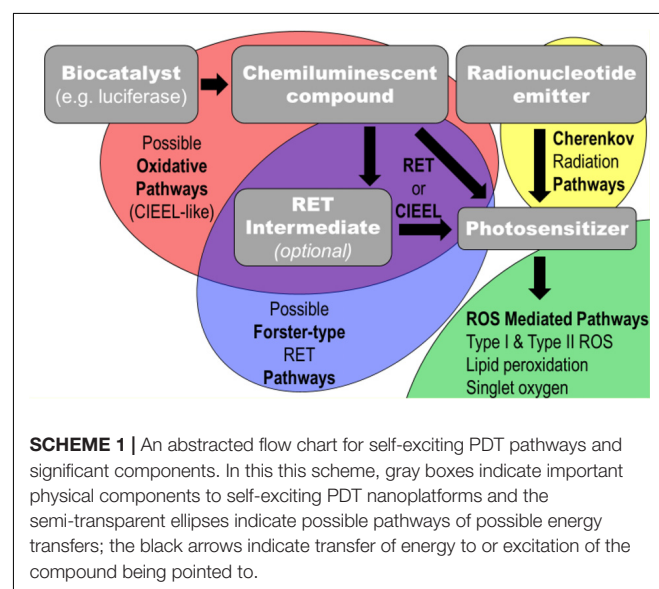 Biocatalyst
(e.g. luciferase)
Chemiluminescent
compound
Radionucleotide
emitter
Possible
Oxidative
Pathways
(CIEEL-like)
RET
or
CIEEL
Cherenkov
Radiation
Pathways
RET
Intermediate
(optional)
Photosensitizer
Possible
Forster-type
RET
Pathways
ROS Mediated Pathways
Type I & Type II ROS
Lipid peroxidation
Singlet oxygen
SCHEME 1 | An abstracted flow chart for self-exciting PDT pathways and
significant components. In this this scheme, gray boxes indicate important
physical components to self-exciting PDT nanoplatforms and the
semi-transparent ellipses indicate possible pathways of possible energy
transfers; the black arrows indicate transfer of energy to or excitation of the
compound being pointed to.